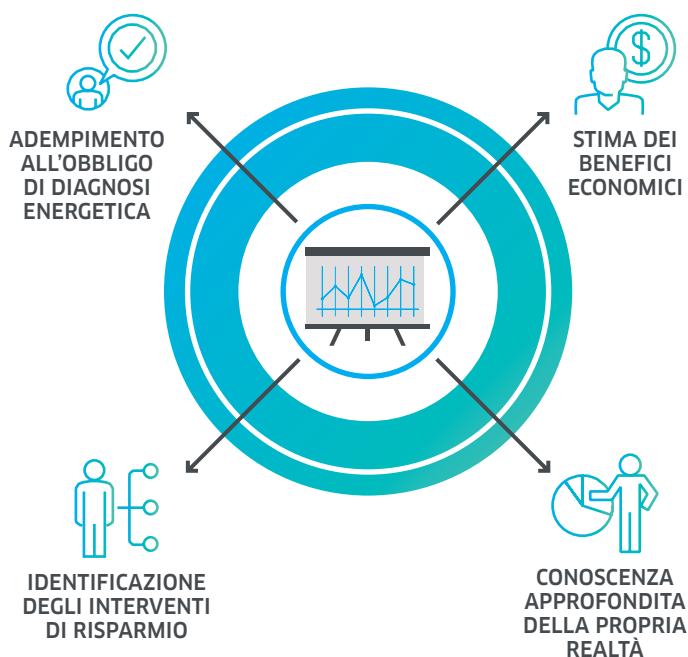 ADEMPIMENTO
ALL'OBBLIGO
DI DIAGNOSI
ENERGETICA
$
STIMA DEI
BENEFICI
ECONOMICI
IDENTIFICAZIONE
DEGLI INTERVENTI
DI RISPARMIO
CONOSCENZA
APPROFONDITA
DELLA PROPRIA
REALTÀ